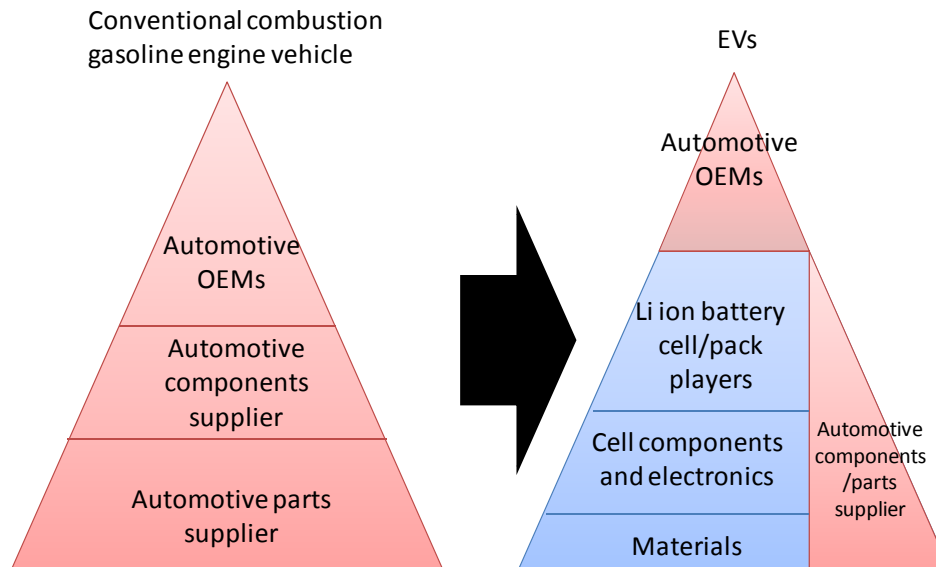 Conventional combustion
gasoline engine vehicle
Automotive
OEMs
Automotive
components
supplier
Automotive parts
supplier
EVs
Automotive
OEMs
Li ion battery
cell/pack
players
Cell components
and electronics
Materials
Automotive
components
/parts
supplier